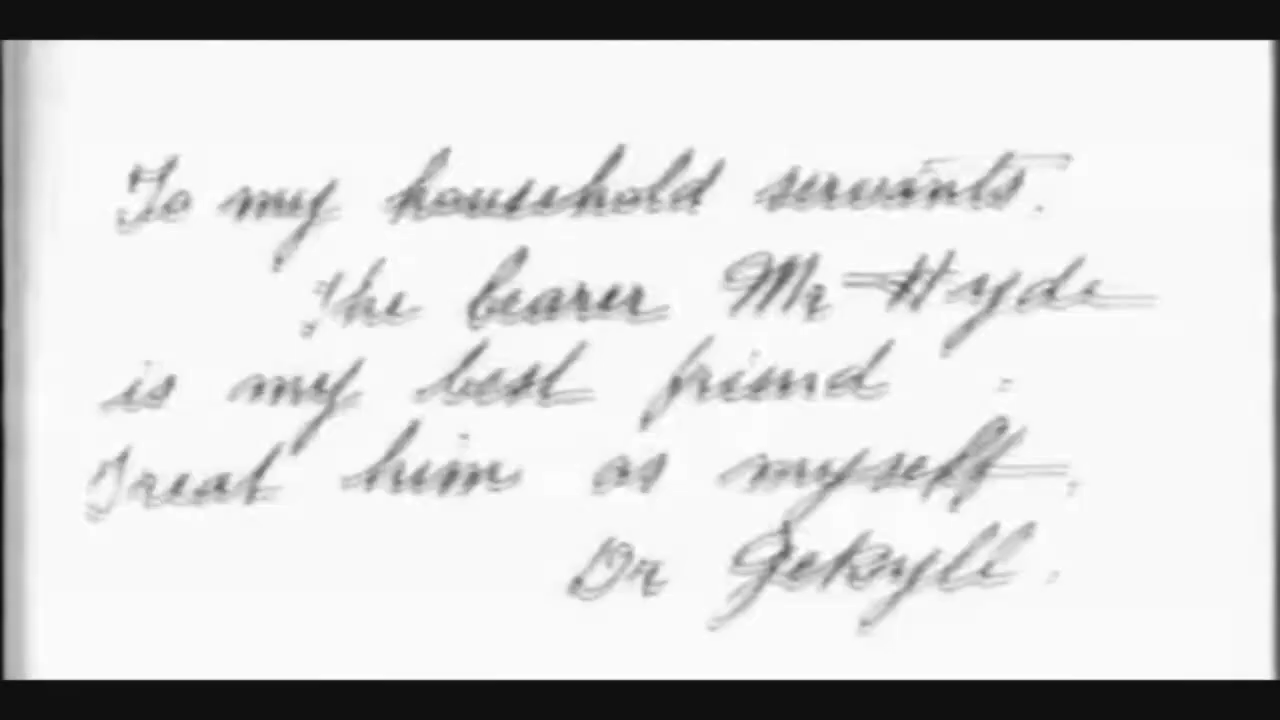 To my household servants.
The bearer Mr Hyde
is my best friend.
Treat him as myself.
Dr Jekyll.